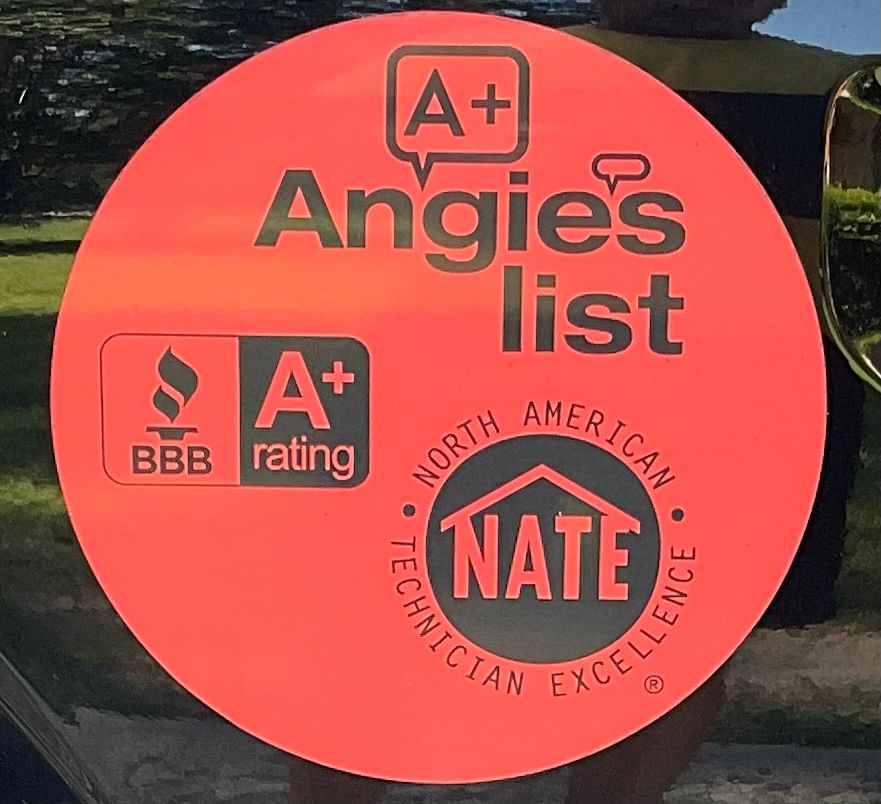 A+
Angie's
list
BBB
A+
rating
NORTH AMERICAN
NATE
TECHNICIAN EXCELLENCE
®